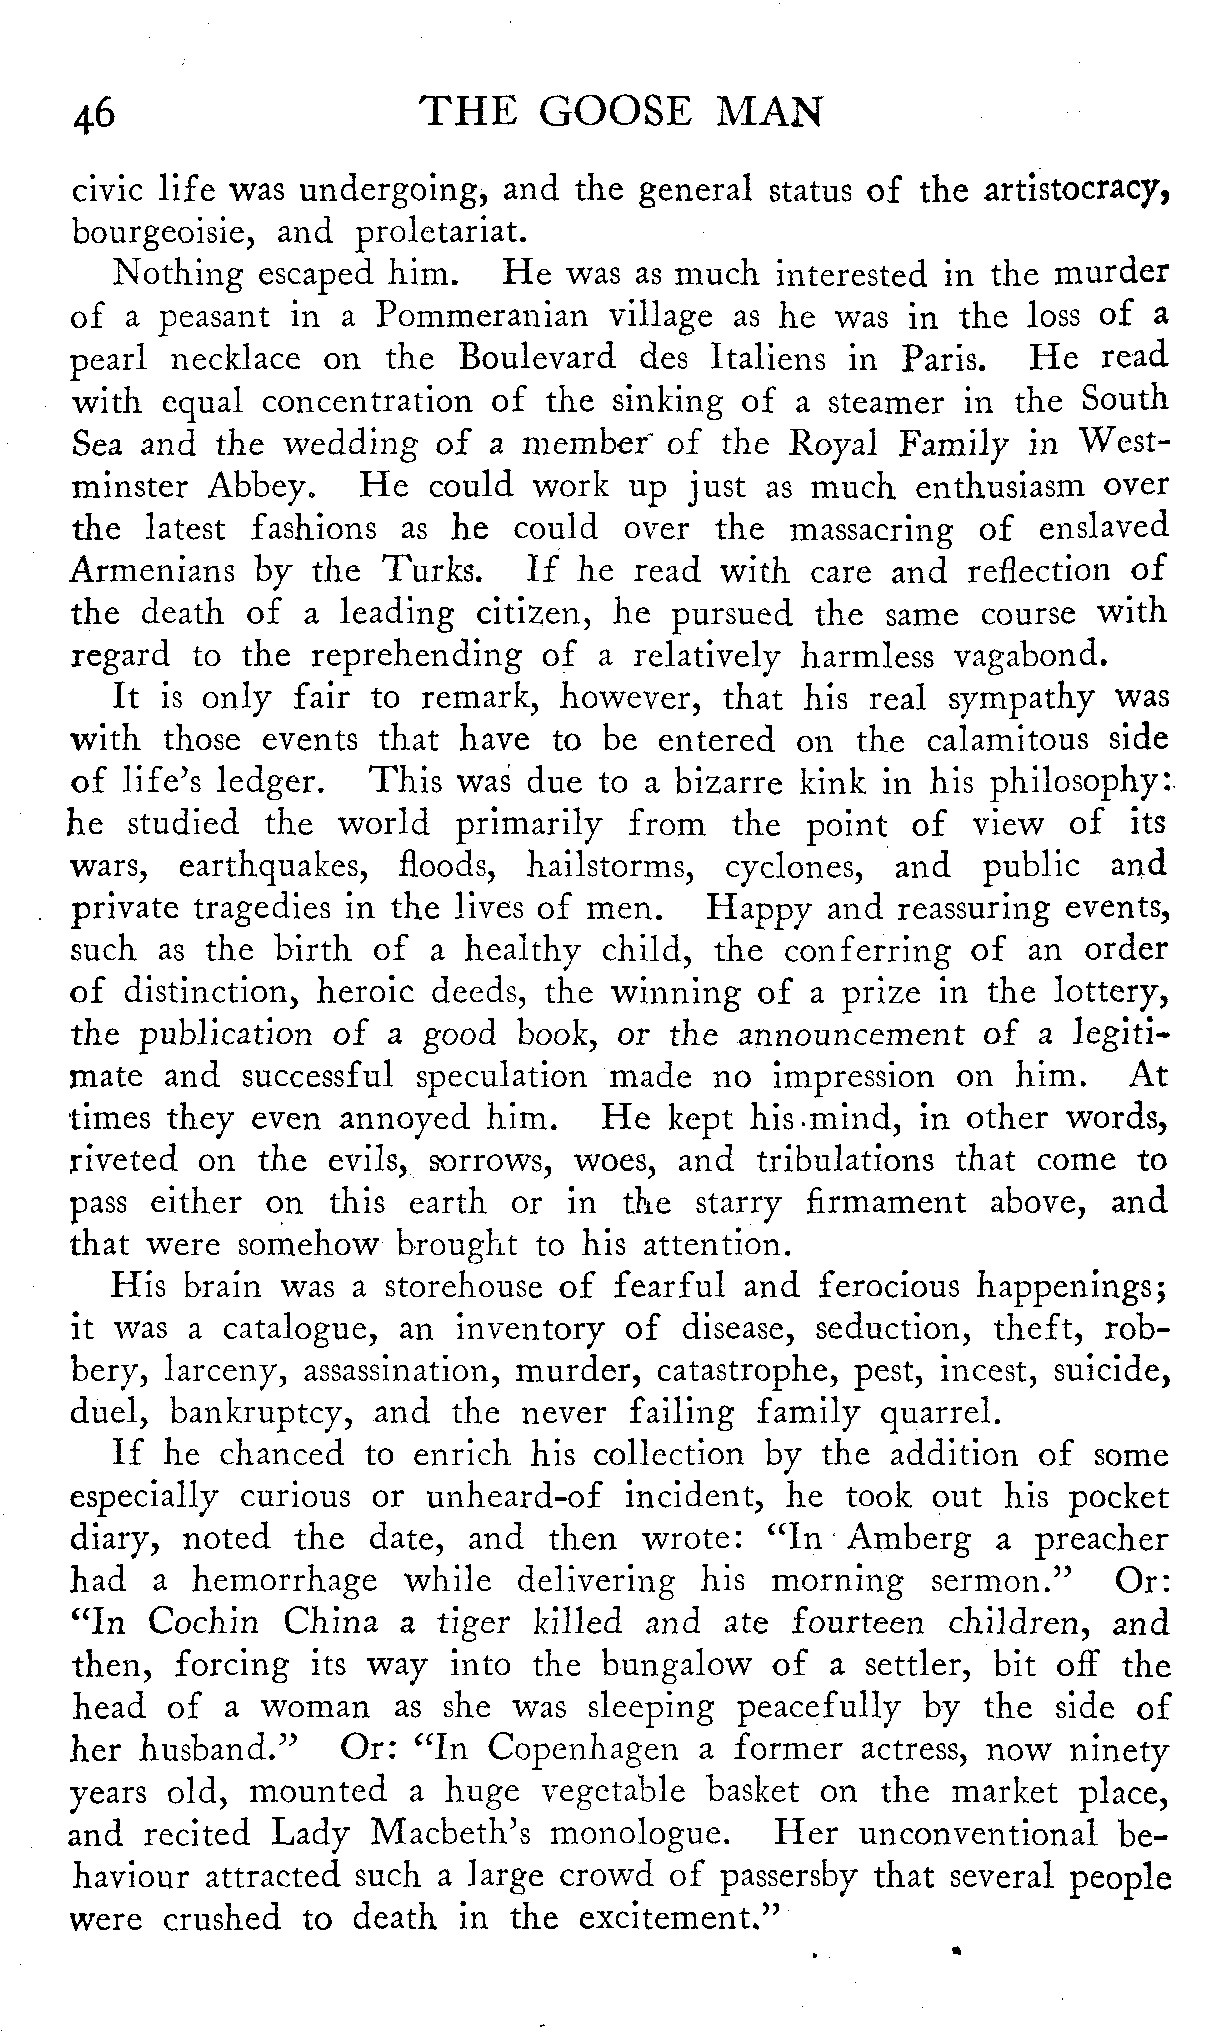 46 THE GOOSE MAN
civic life was undergoing, and the general status of the artistocracy,
bourgeoisie, and proletariat.
Nothing escaped him. He was as much interested in the murder
of a peasant in a Pommeranian village as he was in the loss of a
pearl necklace on the Boulevard des Italiens in Paris. He read
with equal concentration of the sinking of a steamer in the South
Sea and the wedding of a member of the Royal Family in West-
minster Abbey. He could work up just as much enthusiasm over
the latest fashions as he could over the massacring of enslaved
Armenians by the Turks. If he read with care and reflection of
the death of a leading citizen, he pursued the same course with
regard to the reprehending of a relatively harmless vagabond.
It is only fair to remark, however, that his real sympathy was
with those events that have to be entered on the calamitous side
of life's ledger. This was due to a bizarre kink in his philosophy:
he studied the world primarily from the point of view of its
wars, earthquakes, floods, hailstorms, cyclones, and public and
private tragedies in the lives of men. Happy and reassuring events,
such as the birth of a healthy child, the conferring of an order
of distinction, heroic deeds, the winning of a prize in the lottery,
the publication of a good book, or the announcement of a legiti-
mate and successful speculation made no impression on him. At
times they even annoyed him. He kept his mind, in other words,
riveted on the evils, sorrows, woes, and tribulations that come to
pass either on this earth or in the starry firmament above, and
that were somehow brought to his attention.
His brain was a storehouse of fearful and ferocious happenings;
it was a catalogue, an inventory of disease, seduction, theft, rob-
bery, larceny, assassination, murder, catastrophe, pest, incest, suicide,
duel, bankruptcy, and the never failing family quarrel.
If he chanced to enrich his collection by the addition of some
especially curious or unheard-of incident, he took out his pocket
diary, noted the date, and then wrote: "In Amberg a preacher
had a hemorrhage while delivering his morning sermon." Or:
"In Cochin China a tiger killed and ate fourteen children, and
then, forcing its way into the bungalow of a settler, bit off the
head of a woman as she was sleeping peacefully by the side of
her husband." Or: "In Copenhagen a former actress, now ninety
years old, mounted a huge vegetable basket on the market place,
and recited Lady Macbeth's monologue. Her unconventional be-
haviour attracted such a large crowd of passersby that several people
were crushed to death in the excitement."